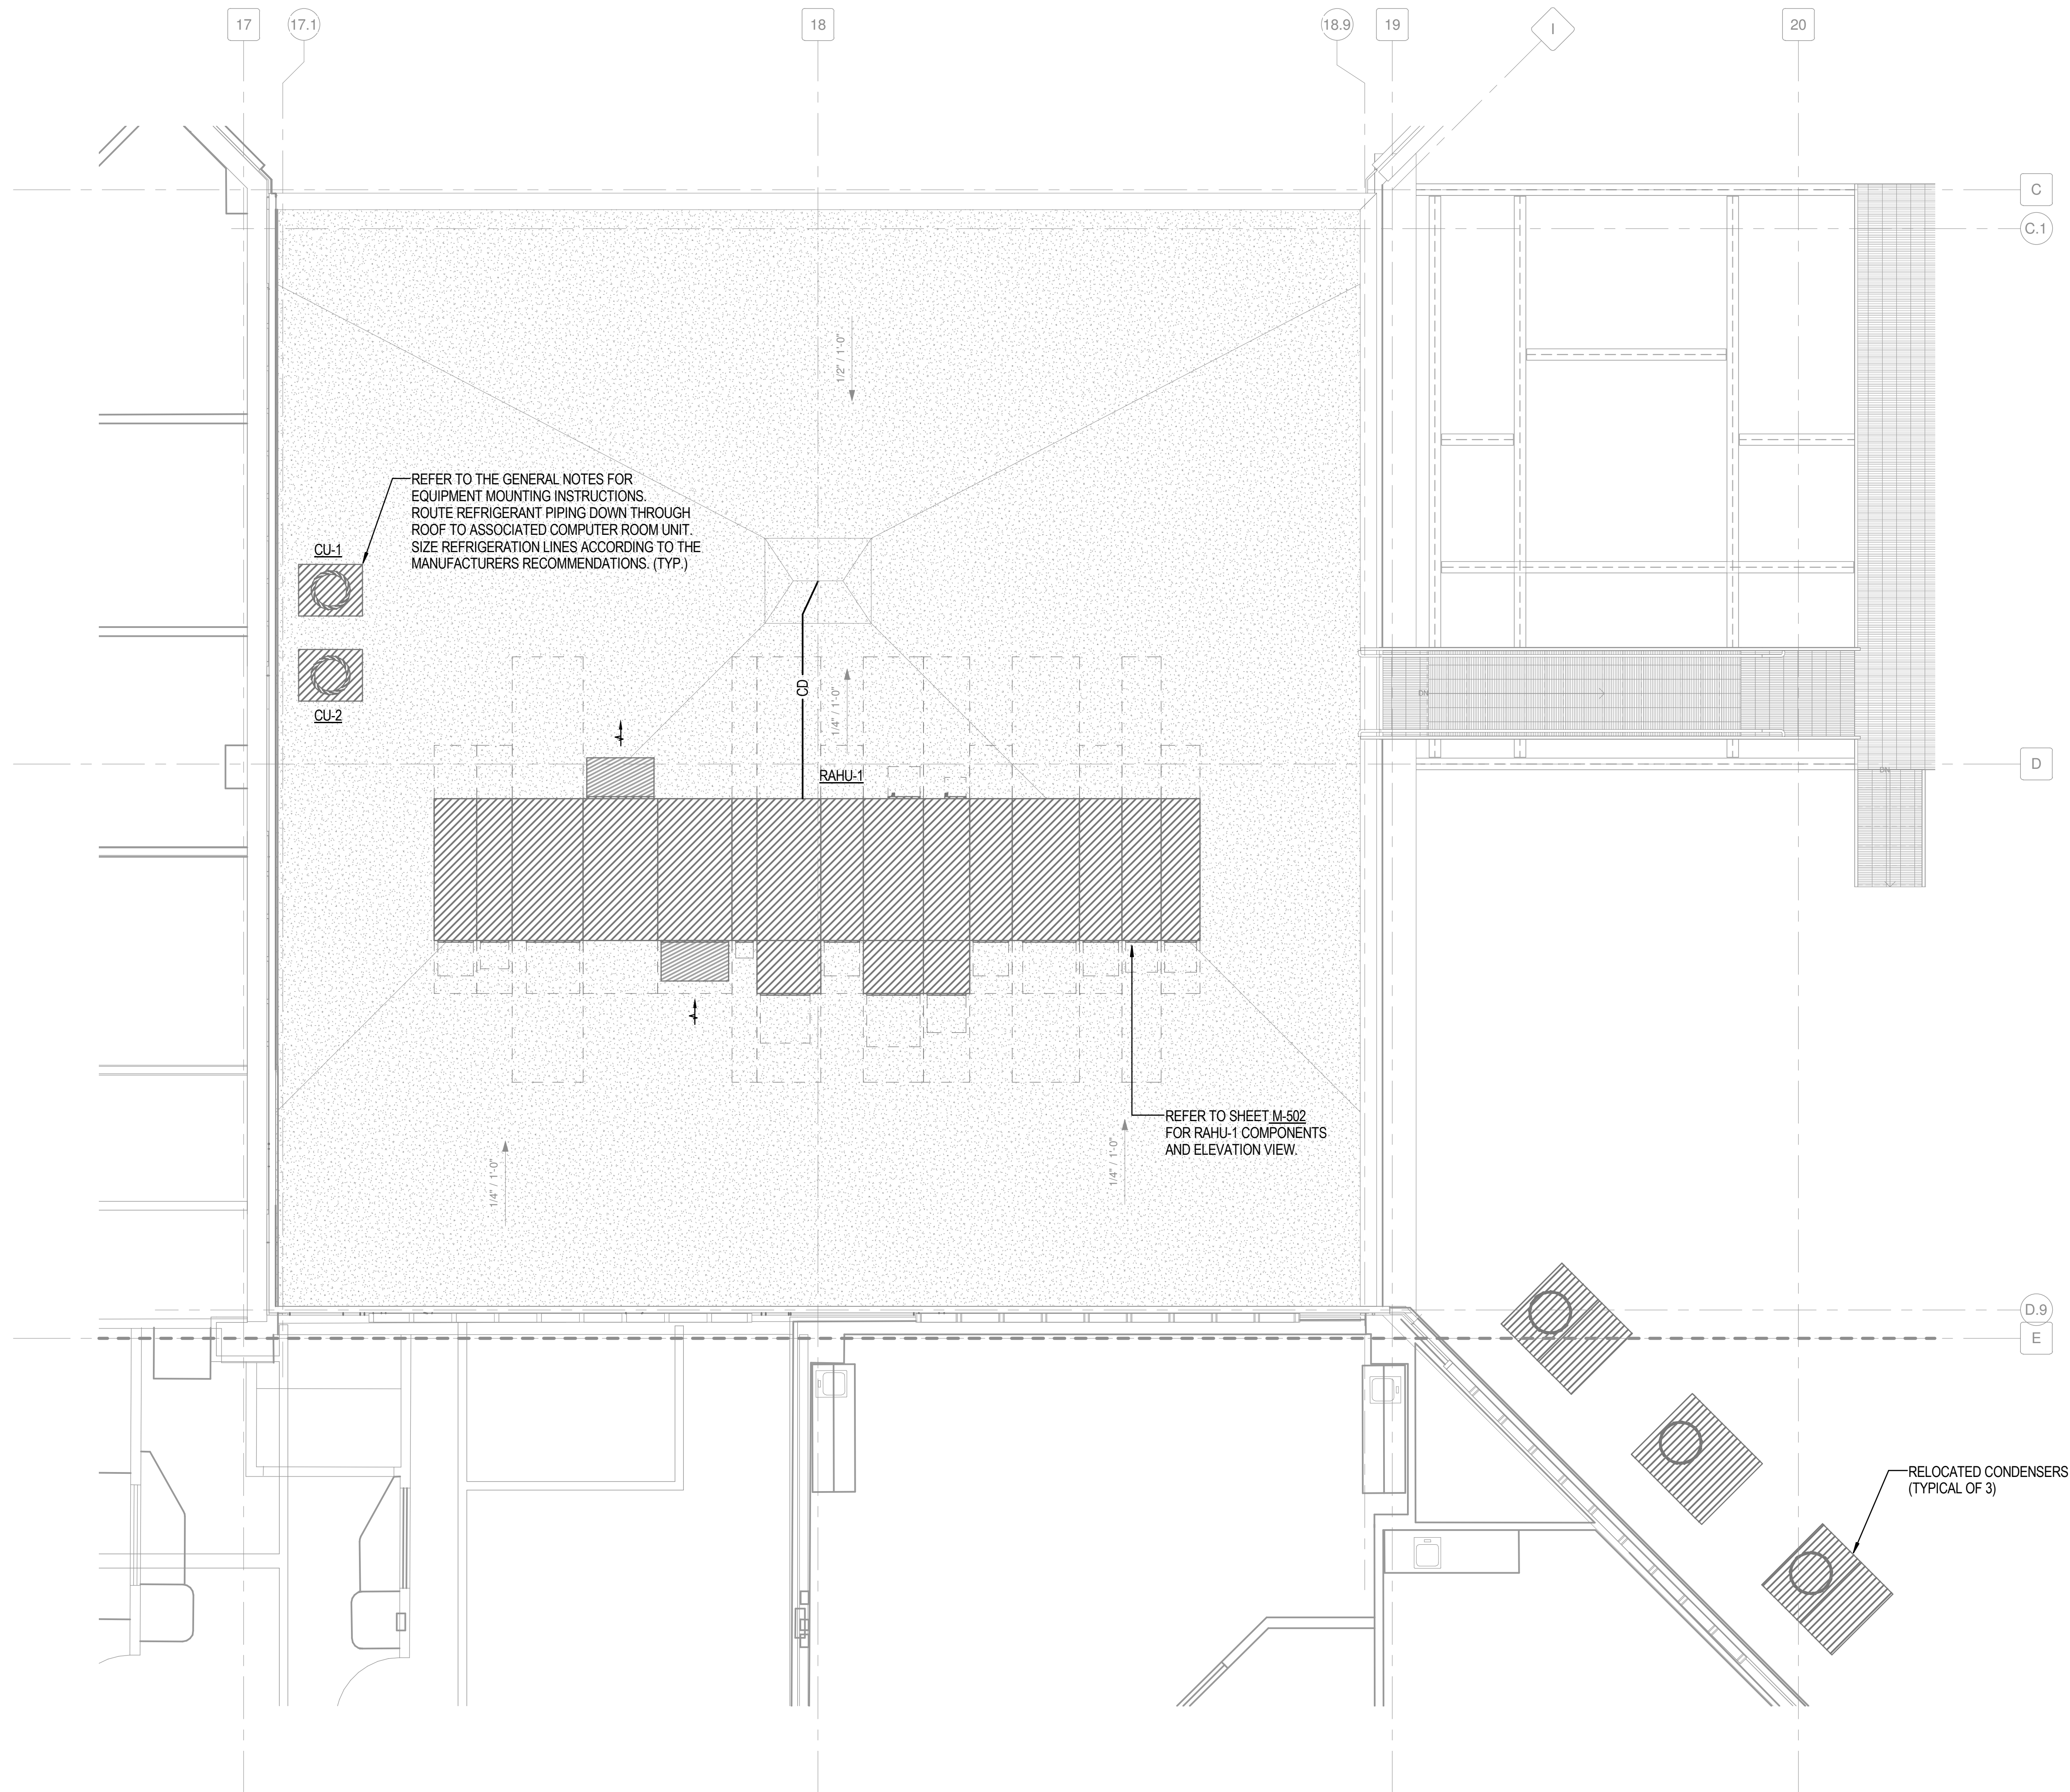 17
17.1
18
18.9
19
I
20
C
C.1
1/2" / 1'-0"
REFER TO THE GENERAL NOTES FOR
EQUIPMENT MOUNTING INSTRUCTIONS.
ROUTE REFRIGERANT PIPING DOWN THROUGH
ROOF TO ASSOCIATED COMPUTER ROOM UNIT.
SIZE REFRIGERATION LINES ACCORDING TO THE
MANUFACTURERS RECOMMENDATIONS. (TYP.)
CU-1
CU-2
CD
1/4" / 1'-0"
DN
RAHU-1
D
DN
REFER TO SHEET M-502
FOR RAHU-1 COMPONENTS
AND ELEVATION VIEW.
1/4" / 1'-0"
1/4" / 1'-0"
D.9
E
RELOCATED CONDENSERS
(TYPICAL OF 3)